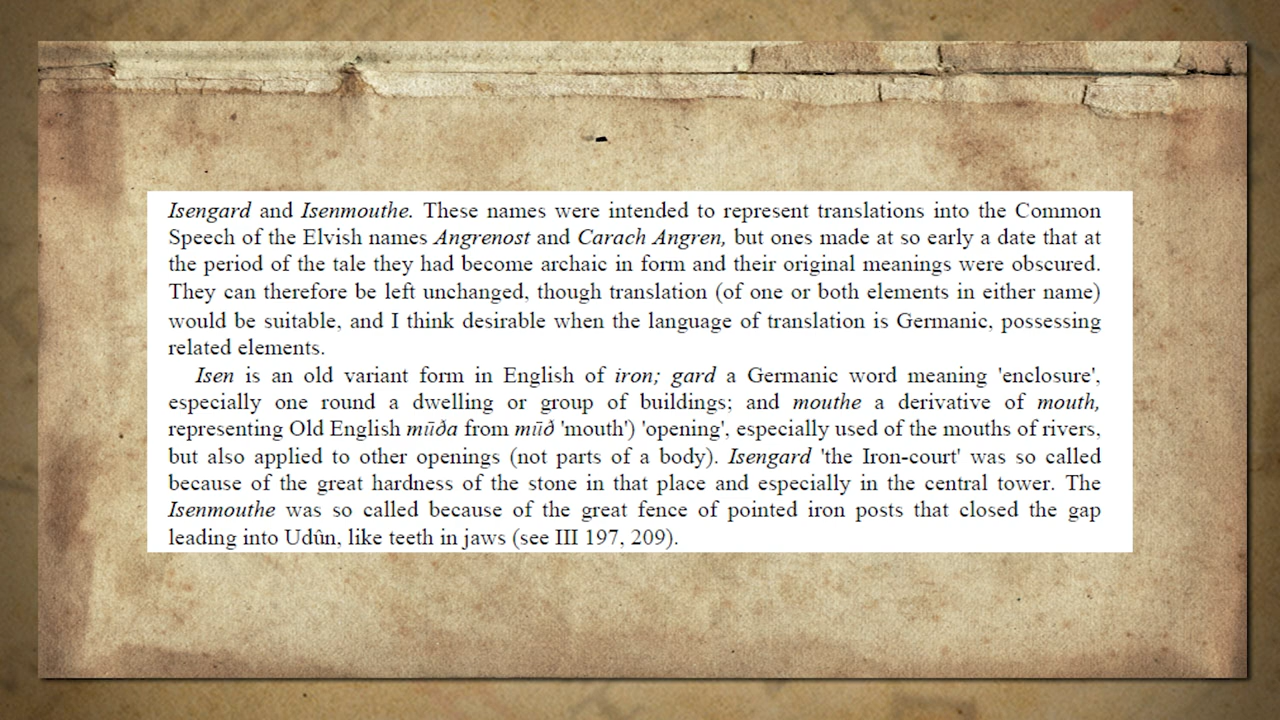 Isengard and Isenmouthe. These names were intended to represent translations into the Common
Speech of the Elvish names Angrenost and Carach Angren, but ones made at so early a date that at
the period of the tale they had become archaic in form and their original meanings were obscured.
They can therefore be left unchanged, though translation (of one or both elements in either name)
would be suitable, and I think desirable when the language of translation is Germanic, possessing
related elements.
Isen is an old variant form in English of iron; gard a Germanic word meaning 'enclosure',
especially one round a dwelling or group of buildings; and mouthe a derivative of mouth,
representing Old English mūða from mūð 'mouth') 'opening', especially used of the mouths of rivers,
but also applied to other openings (not parts of a body). Isengard 'the Iron-court' was so called
because of the great hardness of the stone in that place and especially in the central tower. The
Isenmouthe was so called because of the great fence of pointed iron posts that closed the gap
leading into Udûn, like teeth in jaws (see III 197, 209).